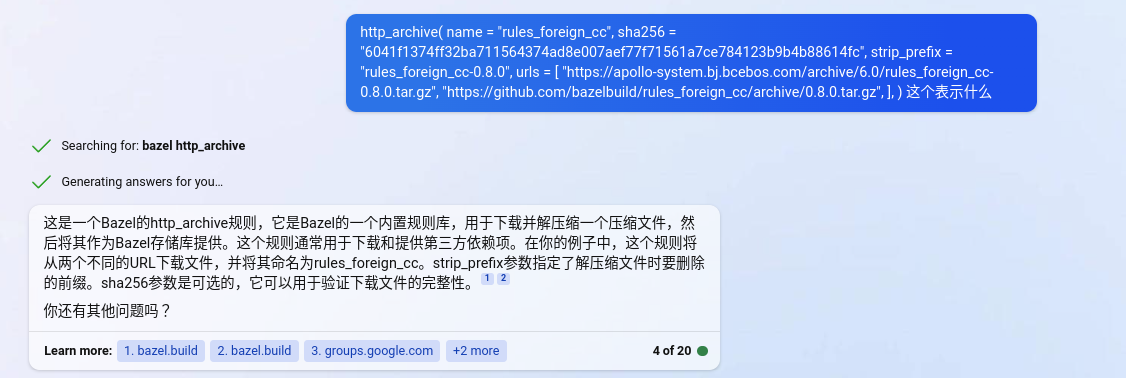 http_archive( name = "rules_foreign_cc", sha256 =
"6041f1374ff32ba711564374ad8e007aef77f71561a7ce784123b9b4b88614fc", strip_prefix =
"rules_foreign_cc-0.8.0", urls = [ "https://apollo-system.bj.bcebos.com/archive/6.0/rules_foreign_cc-
0.8.0.tar.gz", "https://github.com/bazelbuild/rules_foreign_cc/archive/0.8.0.tar.gz", ], ) 这个表示什么
Searching for: bazel http_archive
Generating answers for you…
这是一个Bazel的http_archive规则，它是Bazel的一个内置规则库，用于下载并解压缩一个压缩文件，然
后将其作为Bazel存储库提供。这个规则通常用于下载和提供第三方依赖项。在你的例子中，这个规则将
从两个不同的URL下载文件，并将其命名为rules_foreign_cc。strip_prefix参数指定了解压缩文件时要删除
的前缀。sha256参数是可选的，它可以用于验证下载文件的完整性。 1 2
你还有其他问题吗？
Learn more: 1. bazel.build 2. bazel.build 3. groups.google.com +2 more 4 of 20